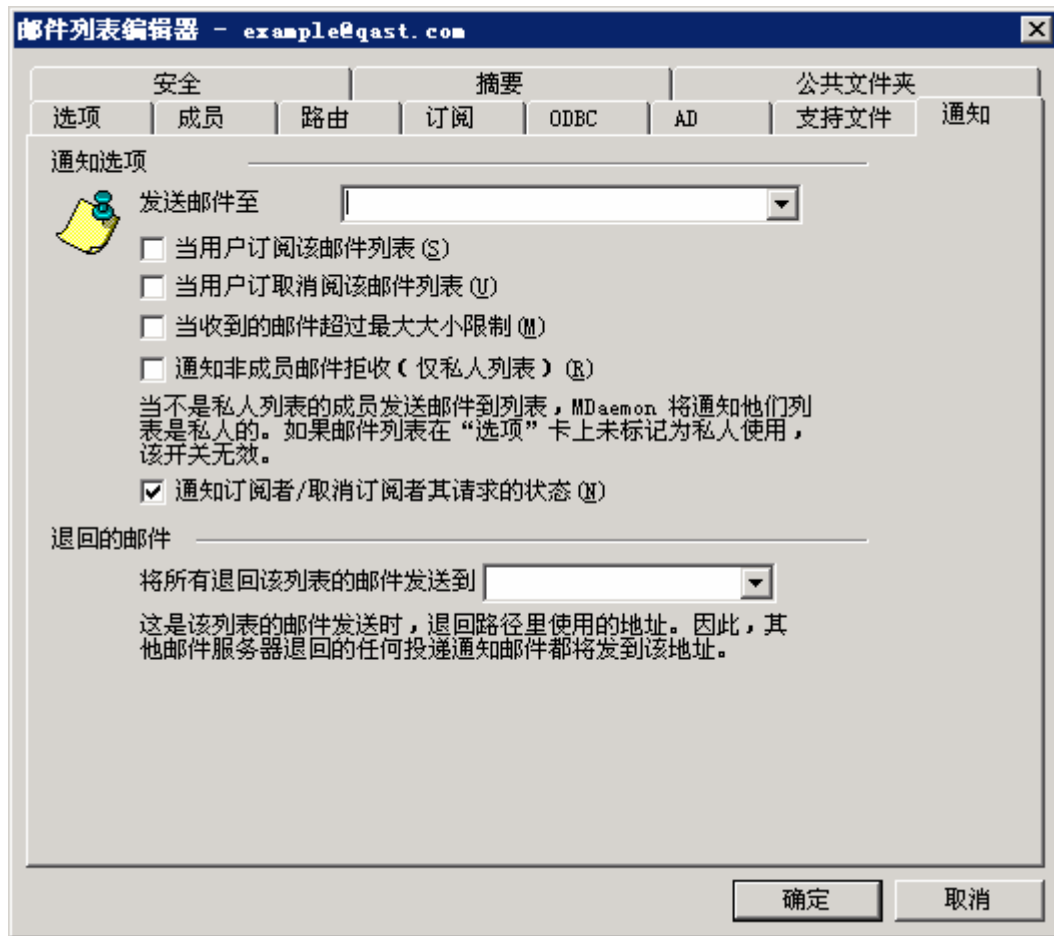 邮件列表编辑器 - example@qast.com
安全 摘要 公共文件夹
选项 成员 路由 订阅 ODBC AD 支持文件 通知
通知选项
发送邮件至
当用户订阅该邮件列表(S)
当用户订取消阅该邮件列表(U)
当收到的邮件超过最大大小限制(M)
通知非成员邮件拒收(仅私人列表)(R)
当不是私人列表的成员发送邮件到列表,MDaemon 将通知他们列
表是私人的。如果邮件列表在“选项”卡上未标记为私人使用,
该开关无效。
通知订阅者/取消订阅者其请求的状态(N)
退回的邮件
将所有退回该列表的邮件发送到
这是该列表的邮件发送时,退回路径里使用的地址。因此,其
他邮件服务器退回的任何投递通知邮件都将发到该地址。
确定 取消